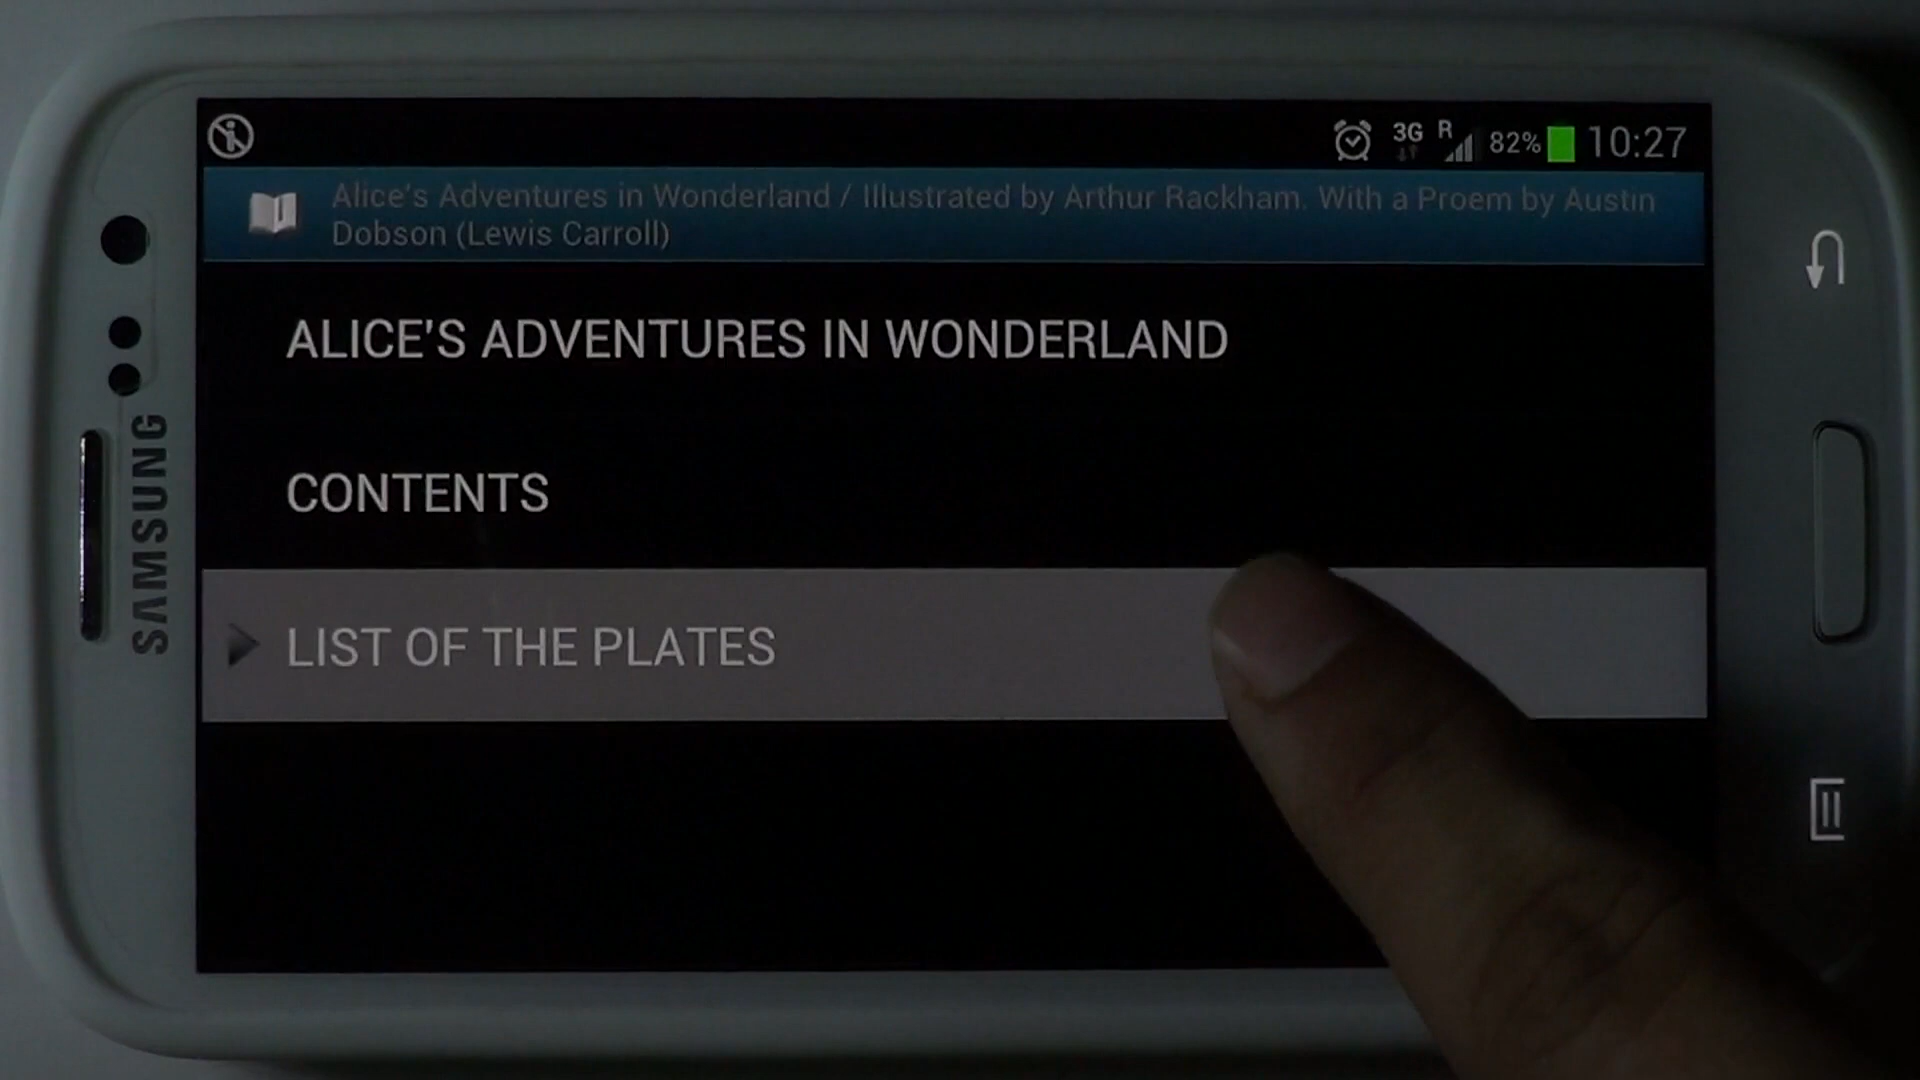 3G R 82% 10:27
Alice's Adventures in Wonderland / Illustrated by Arthur Rackham. With a Proem by Austin
Dobson (Lewis Carroll)
ALICE'S ADVENTURES IN WONDERLAND
CONTENTS
LIST OF THE PLATES
SAMSUNG